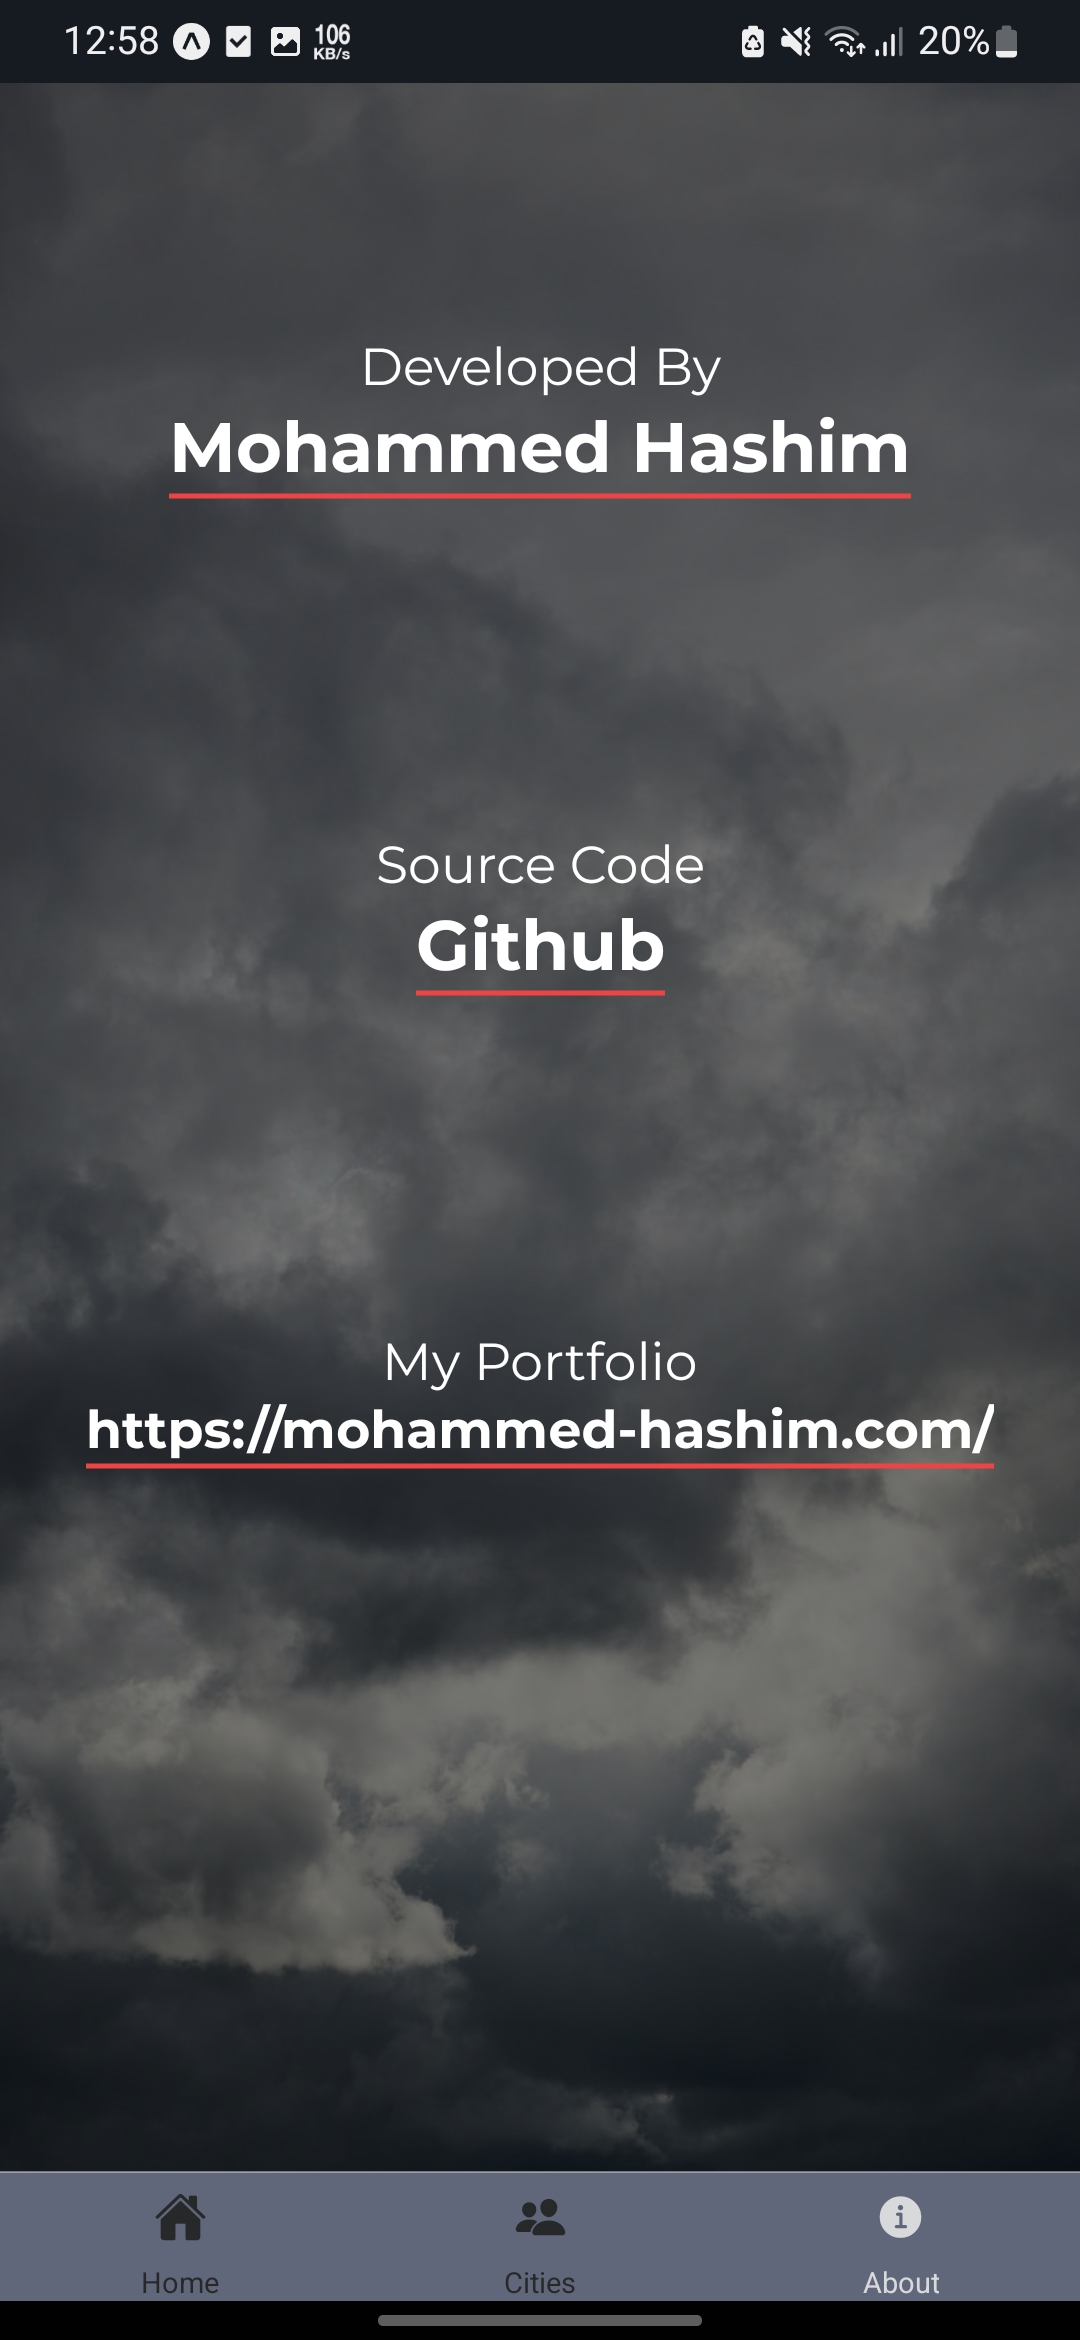 12:58 106 KB/s 20%
Developed By
Mohammed Hashim
Source Code
Github
My Portfolio
https://mohammed-hashim.com/
Home Cities About